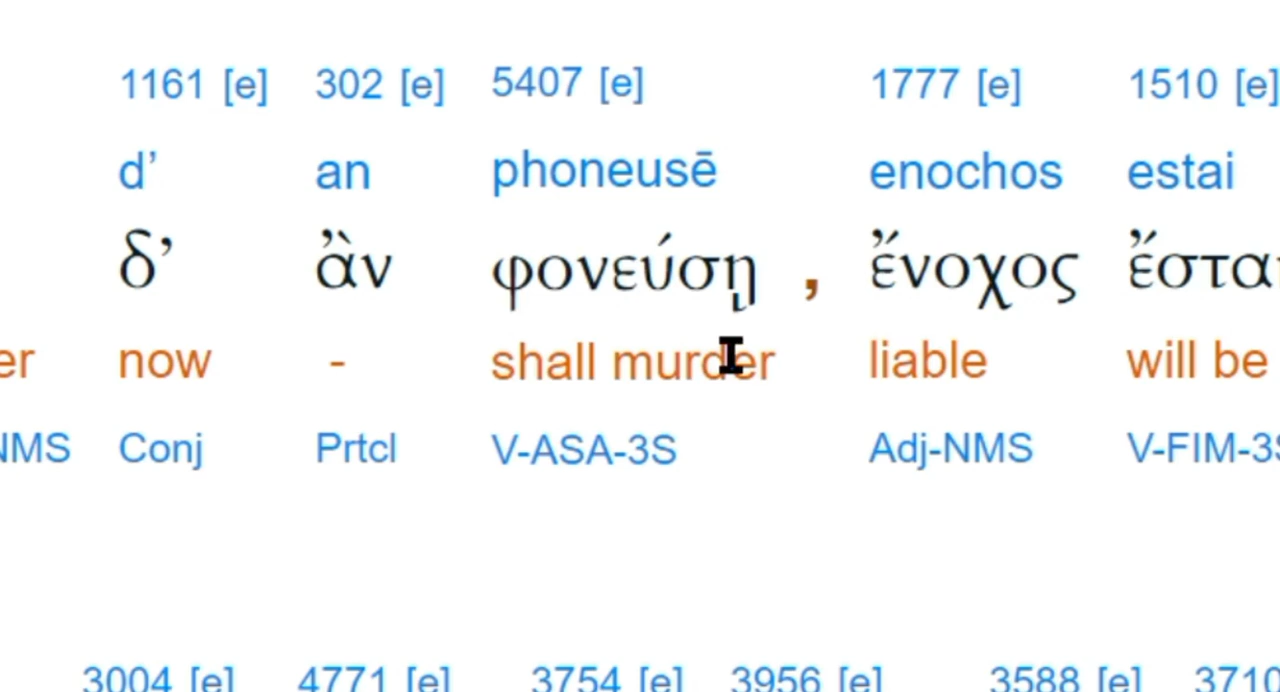 1161 [e] 302 [e] 5407 [e] 1777 [e] 1510 [e]
d’ an phoneusē enochos estai
δ’ ἂν φονεύσῃ , ἔνοχος ἔσται
er now - shall murder liable will be
NMS Conj Prtcl V-ASA-3S Adj-NMS V-FIM-3S
3004 [e] 4771 [e] 3754 [e] 3956 [e] 3588 [e] 3710